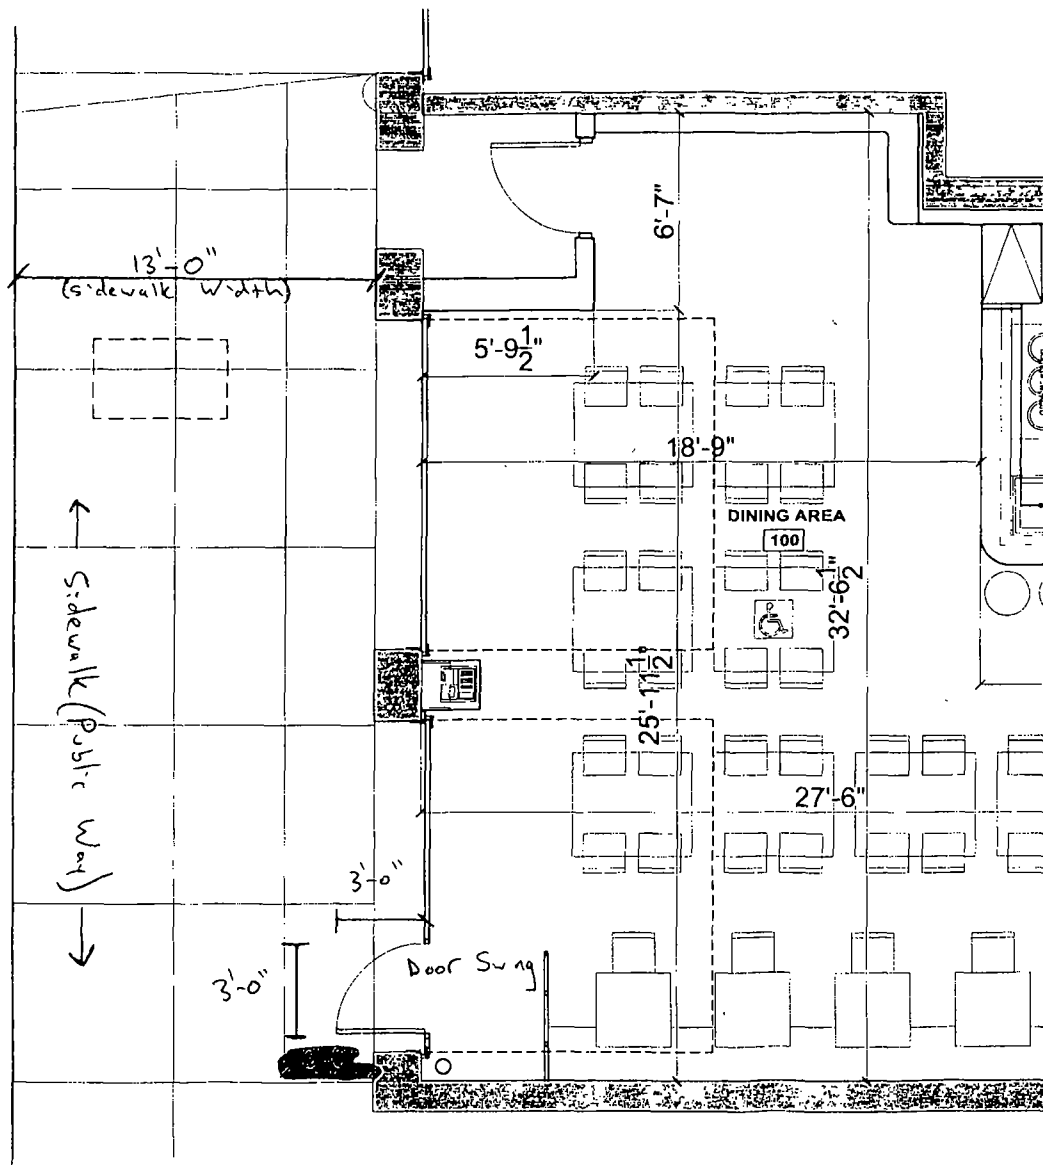 6'-7"
13'-0"
(sidewalk width)
5'-9 1/2"
18'-9"
DINING AREA
100
32'-6 1/2"
25'-11 1/2"
Sidewalk (Public Way)
27'-6"
3'-0"
Door Swing
3'-0"